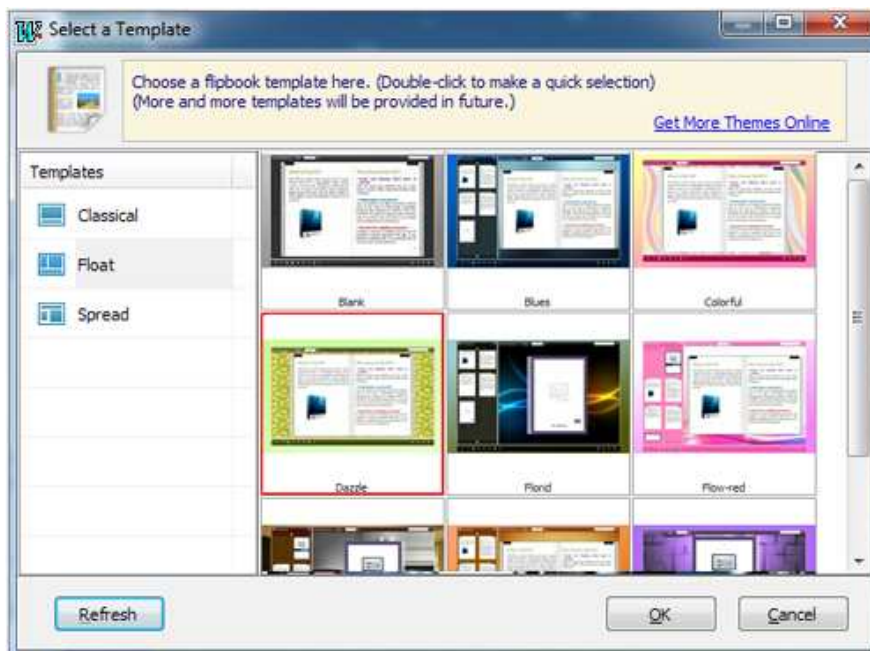 Select a Template
Choose a flipbook template here. (Double-click to make a quick selection)
(More and more templates will be provided in future.)
Get More Themes Online
Templates
Classical
Float
Spread
Blank
Blues
Colorful
Dazzle
Florid
Flow-red
Refresh
OK
Cancel